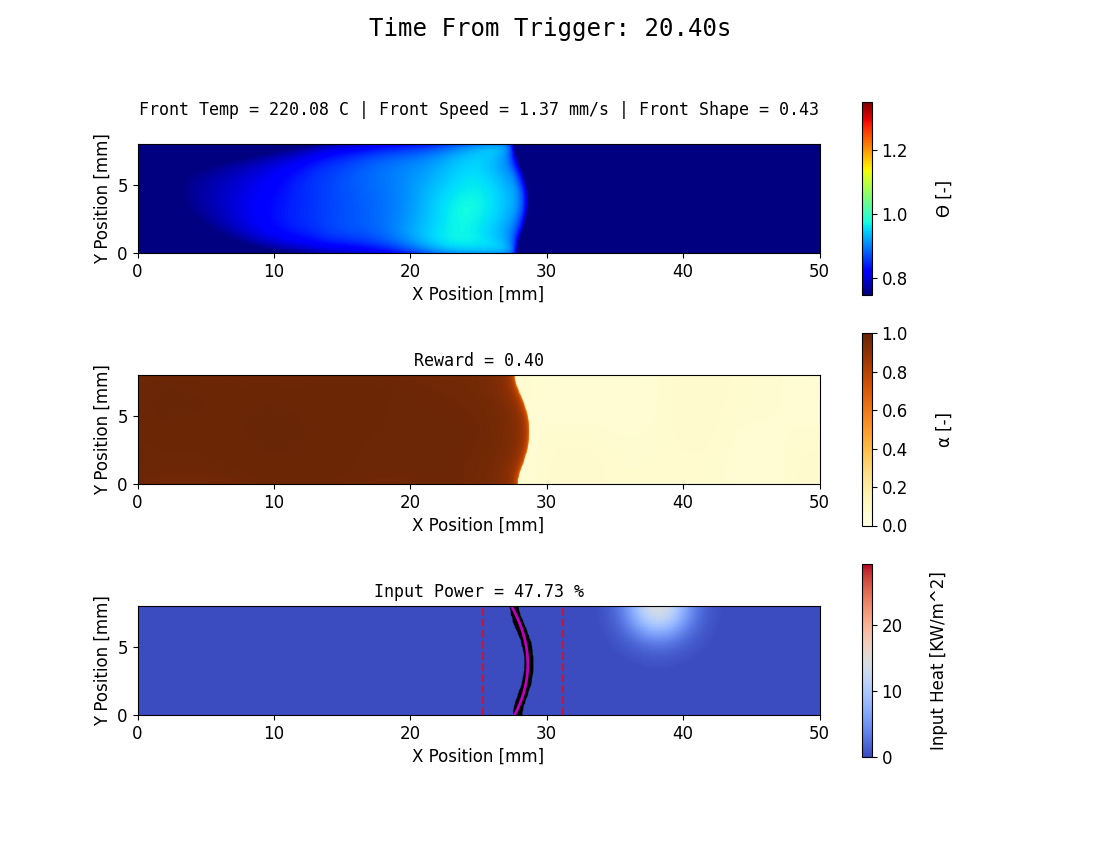 Time From Trigger: 20.40s
Front Temp = 220.08 C | Front Speed = 1.37 mm/s | Front Shape = 0.43
Y Position [mm]
5
0
0 10 20 30 40 50
X Position [mm]
1.2
1.0
0.8
Θ [-]
Reward = 0.40
Y Position [mm]
5
0
0 10 20 30 40 50
X Position [mm]
1.0
0.8
0.6
0.4
0.2
0.0
α [-]
Input Power = 47.73 %
Y Position [mm]
5
0
0 10 20 30 40 50
X Position [mm]
20
10
0
Input Heat [KW/m^2]